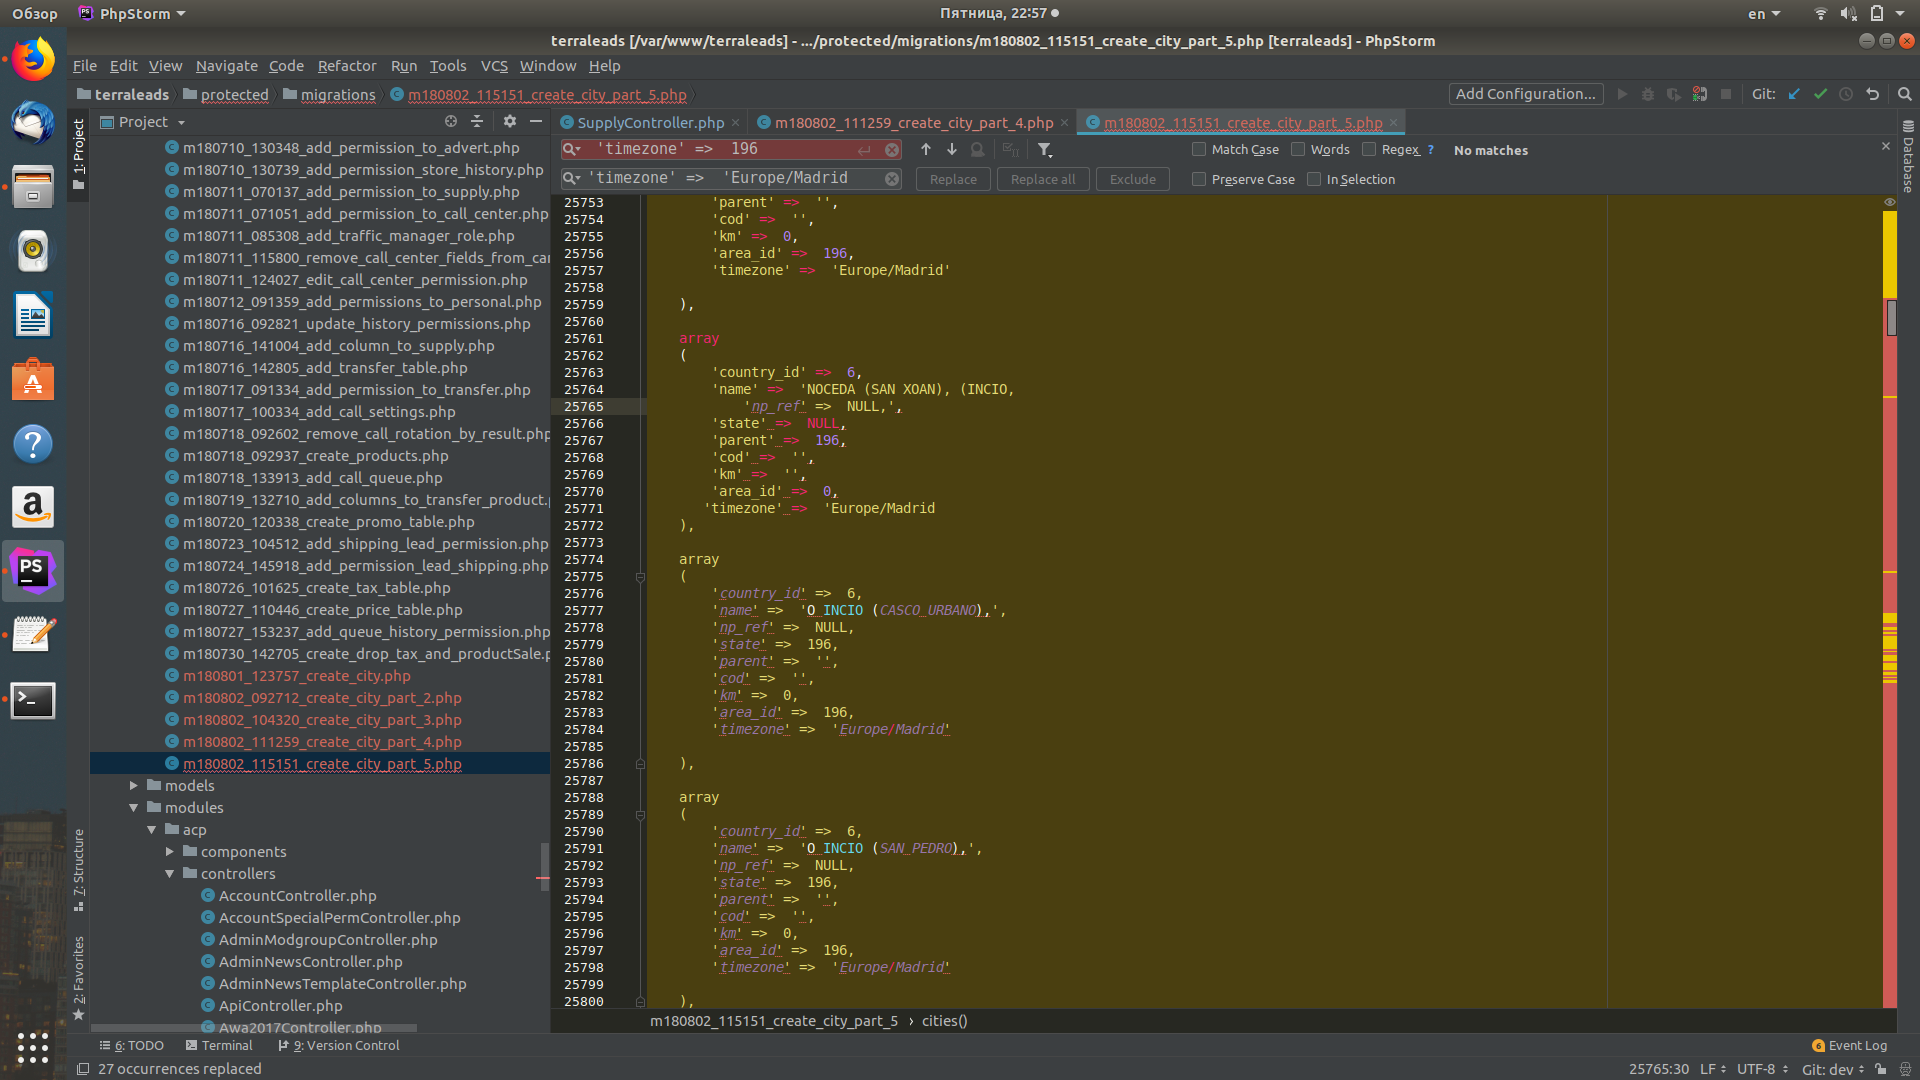 Обзор
PhpStorm
Пятница, 22:57
en
terraleads [/var/www/terraleads] - .../protected/migrations/m180802_115151_create_city_part_5.php [terraleads] - PhpStorm
File Edit View Navigate Code Refactor Run Tools VCS Window Help
terraleads protected migrations m180802_115151_create_city_part_5.php
Add Configuration...
Git:
Project
SupplyController.php
m180802_111259_create_city_part_4.php
m180802_115151_create_city_part_5.php
'timezone' =>  196
Match Case Words Regex ? No matches
'timezone' =>  'Europe/Madrid
Replace Replace all Exclude Preserve Case In Selection
1: Project
7: Structure
2: Favorites
Database
m180710_130348_add_permission_to_advert.php
m180710_130739_add_permission_store_history.php
m180711_070137_add_permission_to_supply.php
m180711_071051_add_permission_to_call_center.php
m180711_085308_add_traffic_manager_role.php
m180711_115800_remove_call_center_fields_from_cam
m180711_124027_edit_call_center_permission.php
m180712_091359_add_permissions_to_personal.php
m180716_092821_update_history_permissions.php
m180716_141004_add_column_to_supply.php
m180716_142805_add_transfer_table.php
m180717_091334_add_permission_to_transfer.php
m180717_100334_add_call_settings.php
m180718_092602_remove_call_rotation_by_result.php
m180718_092937_create_products.php
m180718_133913_add_call_queue.php
m180719_132710_add_columns_to_transfer_product.
m180720_120338_create_promo_table.php
m180723_104512_add_shipping_lead_permission.php
m180724_145918_add_permission_lead_shipping.php
m180726_101625_create_tax_table.php
m180727_110446_create_price_table.php
m180727_153237_add_queue_history_permission.php
m180730_142705_create_drop_tax_and_productSale.p
m180801_123757_create_city.php
m180802_092712_create_city_part_2.php
m180802_104320_create_city_part_3.php
m180802_111259_create_city_part_4.php
m180802_115151_create_city_part_5.php
models
modules
acp
components
controllers
AccountController.php
AccountSpecialPermController.php
AdminModgroupController.php
AdminNewsController.php
AdminNewsTemplateController.php
ApiController.php
Awa2017Controller.php
25753 'parent' =>  '',
25754 'cod' =>  '',
25755 'km' =>  0,
25756 'area_id' =>  196,
25757 'timezone' =>  'Europe/Madrid'
25758
25759 ),
25760
25761 array
25762 (
25763 'country_id' =>  6,
25764 'name' =>  'NOCEDA (SAN XOAN), (INCIO,
25765 'np_ref' =>  NULL,',
25766 'state' =>  NULL,
25767 'parent' =>  196,
25768 'cod' =>  '',
25769 'km' =>  '',
25770 'area_id' =>  0,
25771 'timezone' =>  'Europe/Madrid
25772 ),
25773
25774 array
25775 (
25776 'country_id' =>  6,
25777 'name' =>  'O INCIO (CASCO URBANO),',
25778 'np_ref' =>  NULL,
25779 'state' =>  196,
25780 'parent' =>  '',
25781 'cod' =>  '',
25782 'km' =>  0,
25783 'area_id' =>  196,
25784 'timezone' =>  'Europe/Madrid'
25785
25786 ),
25787
25788 array
25789 (
25790 'country_id' =>  6,
25791 'name' =>  'O INCIO (SAN PEDRO),',
25792 'np_ref' =>  NULL,
25793 'state' =>  196,
25794 'parent' =>  '',
25795 'cod' =>  '',
25796 'km' =>  0,
25797 'area_id' =>  196,
25798 'timezone' =>  'Europe/Madrid'
25799
25800 ),
m180802_115151_create_city_part_5 › cities()
6: TODO Terminal 9: Version Control
6 Event Log
27 occurrences replaced
25765:30 LF UTF-8 Git: dev